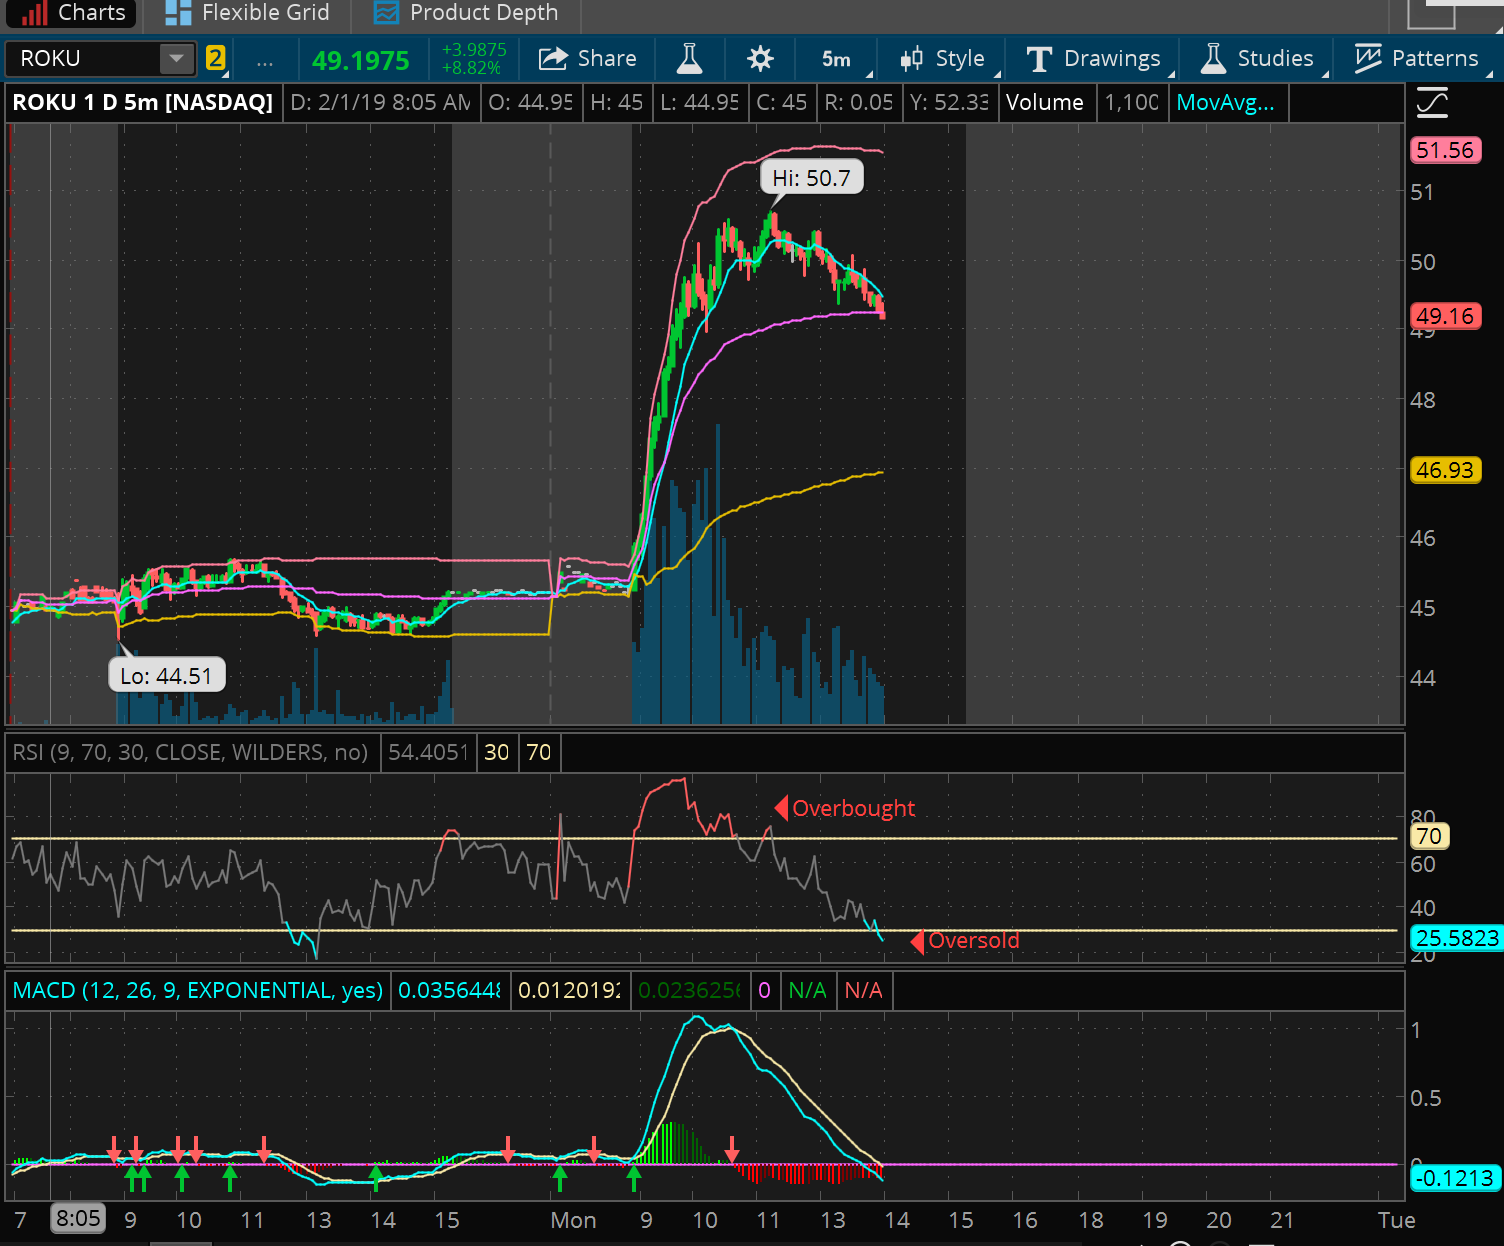 Charts Flexible Grid Product Depth
ROKU 2 ... 49.1975 +3.9875 +8.82% Share 5m Style Drawings Studies Patterns
ROKU 1 D 5m [NASDAQ] D: 2/1/19 8:05 AM O: 44.95 H: 45 L: 44.95 C: 45 R: 0.05 Y: 52.33 Volume 1,100 MovAvg...
51.56
Hi: 50.7
51
50
49.16
49
48
46.93
46
45
Lo: 44.51
44
RSI (9, 70, 30, CLOSE, WILDERS, no) 54.4051 30 70
Overbought
80
70
60
40
Oversold
25.5823
20
MACD (12, 26, 9, EXPONENTIAL, yes) 0.0356448 0.0120192 0.0236256 0 N/A N/A
1
0.5
0
-0.1213
7 8:05 9 10 11 13 14 15 Mon 9 10 11 13 14 15 16 18 19 20 21 Tue